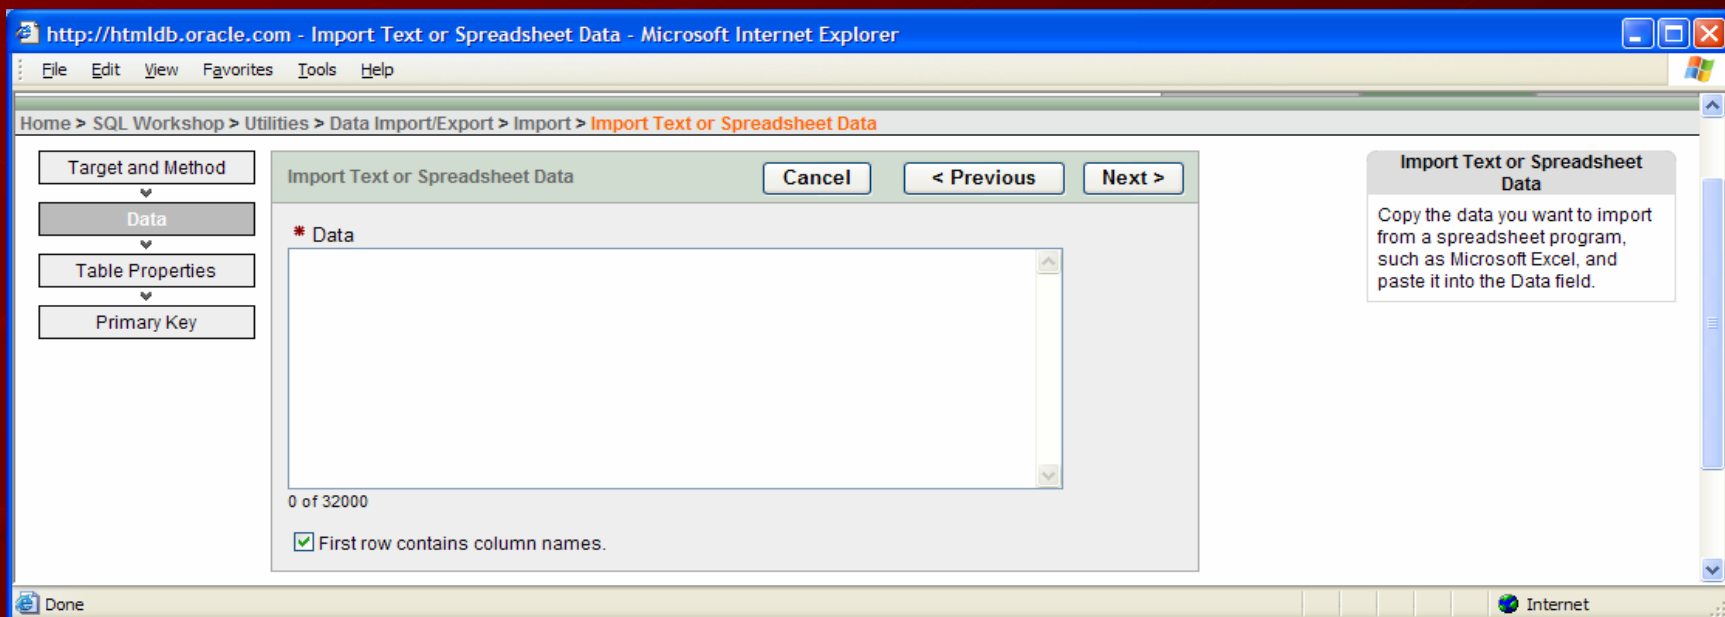 http://htmldb.oracle.com - Import Text or Spreadsheet Data - Microsoft Internet Explorer
File Edit View Favorites Tools Help
Home > SQL Workshop > Utilities > Data Import/Export > Import > Import Text or Spreadsheet Data
Target and Method
Data
Table Properties
Primary Key
Import Text or Spreadsheet Data
Cancel
< Previous
Next >
* Data
0 of 32000
First row contains column names.
Import Text or Spreadsheet
Data
Copy the data you want to import
from a spreadsheet program,
such as Microsoft Excel, and
paste it into the Data field.
Done
Internet